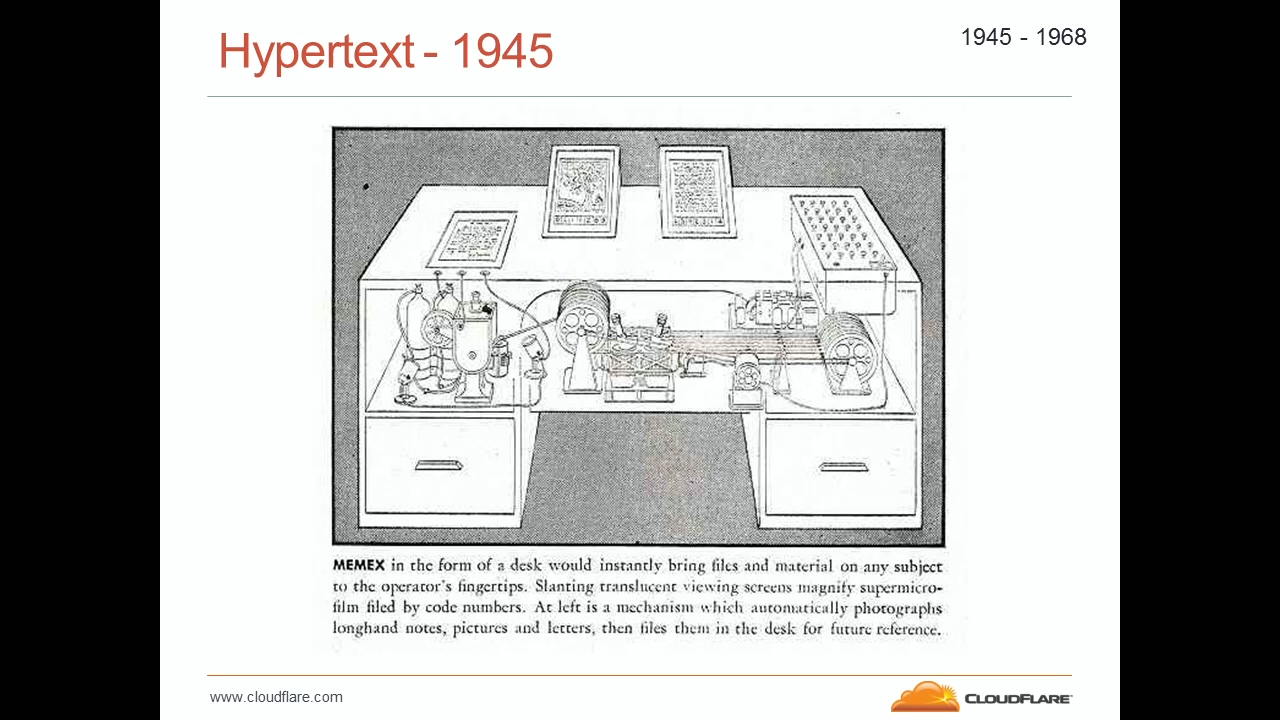 Hypertext - 1945
1945 - 1968
MEMEX in the form of a desk would instantly bring files and material on any subject
to the operator's fingertips. Slanting translucent viewing screens magnify supermicro-
film filed by code numbers. At left is a mechanism which automatically photographs
longhand notes, pictures and letters, then files them in the desk for future reference.
www.cloudflare.com
CLOUDFLARE